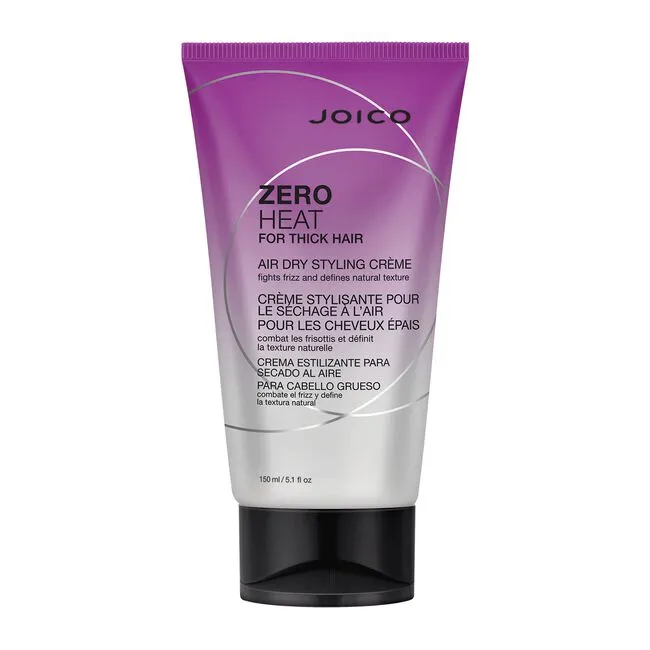 JOICO
ZERO
HEAT
FOR THICK HAIR
AIR DRY STYLING CRÈME
fights frizz and defines natural texture
CRÈME STYLISANTE POUR
LE SÉCHAGE À L'AIR
POUR LES CHEVEUX ÉPAIS
combat les frisottis et définit
la texture naturelle
CREMA ESTILIZANTE PARA
SECADO AL AIRE
PARA CABELLO GRUESO
combate el frizz y define
la textura natural
150 ml / 5.1 fl oz